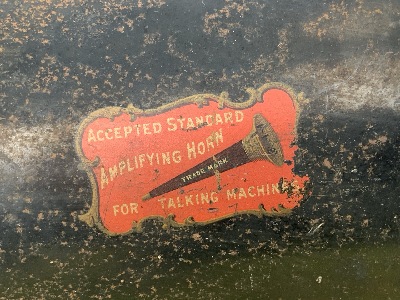 ACCEPTED STANDARD
AMPLIFYING HORN
TRADE MARK
FOR TALKING MACHINES